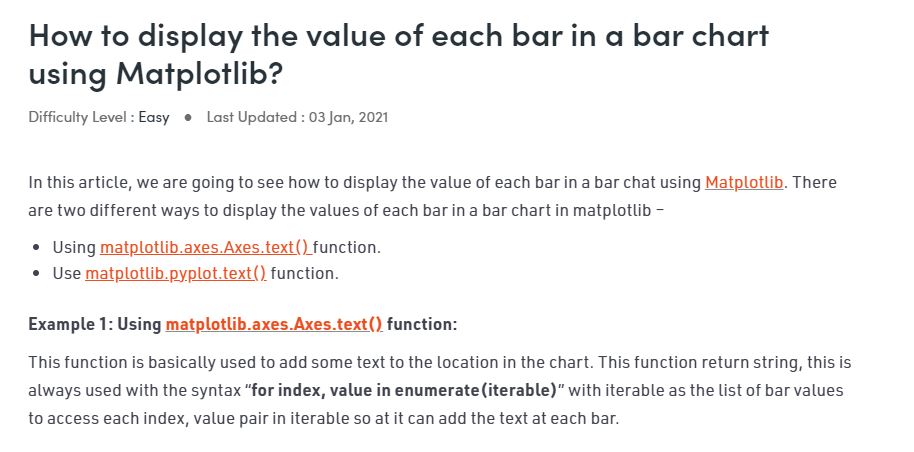 How to display the value of each bar in a bar chart
using Matplotlib?
Difficulty Level : Easy ● Last Updated : 03 Jan, 2021
In this article, we are going to see how to display the value of each bar in a bar chat using Matplotlib. There
are two different ways to display the values of each bar in a bar chart in matplotlib –
• Using matplotlib.axes.Axes.text() function.
• Use matplotlib.pyplot.text() function.
Example 1: Using matplotlib.axes.Axes.text() function:
This function is basically used to add some text to the location in the chart. This function return string, this is
always used with the syntax “for index, value in enumerate(iterable)” with iterable as the list of bar values
to access each index, value pair in iterable so at it can add the text at each bar.